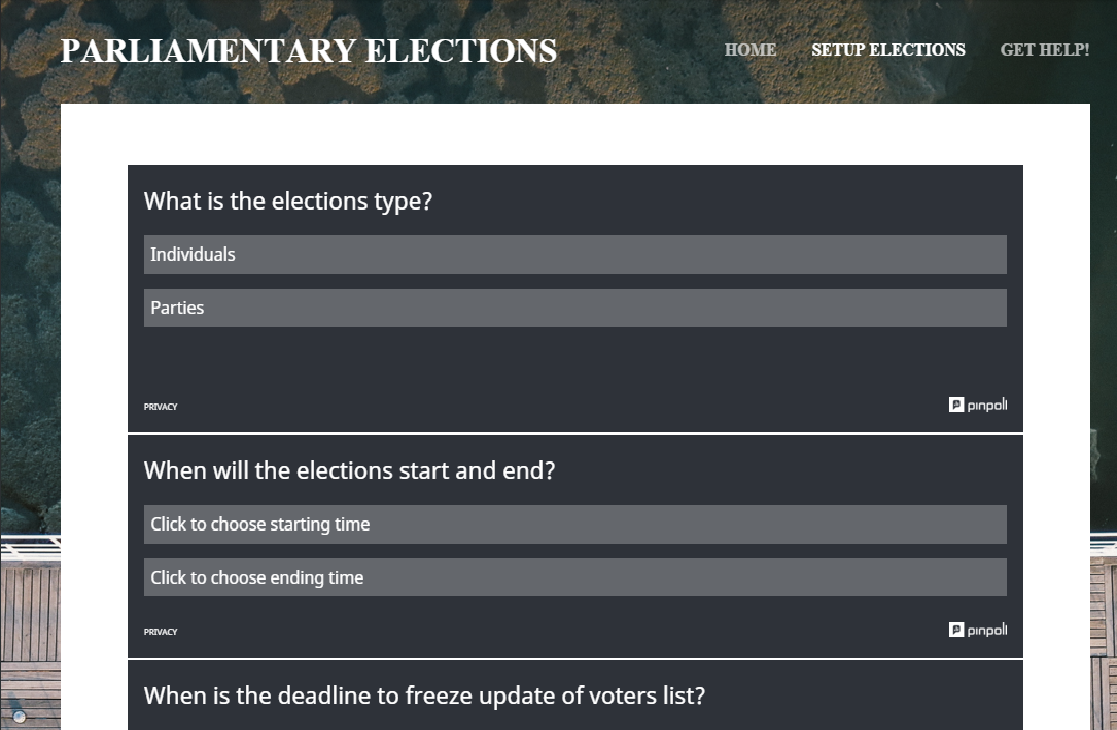 PARLIAMENTARY ELECTIONS
HOME SETUP ELECTIONS GET HELP!
What is the elections type?
Individuals
Parties
PRIVACY
pinpoll
When will the elections start and end?
Click to choose starting time
Click to choose ending time
PRIVACY
pinpoll
When is the deadline to freeze update of voters list?